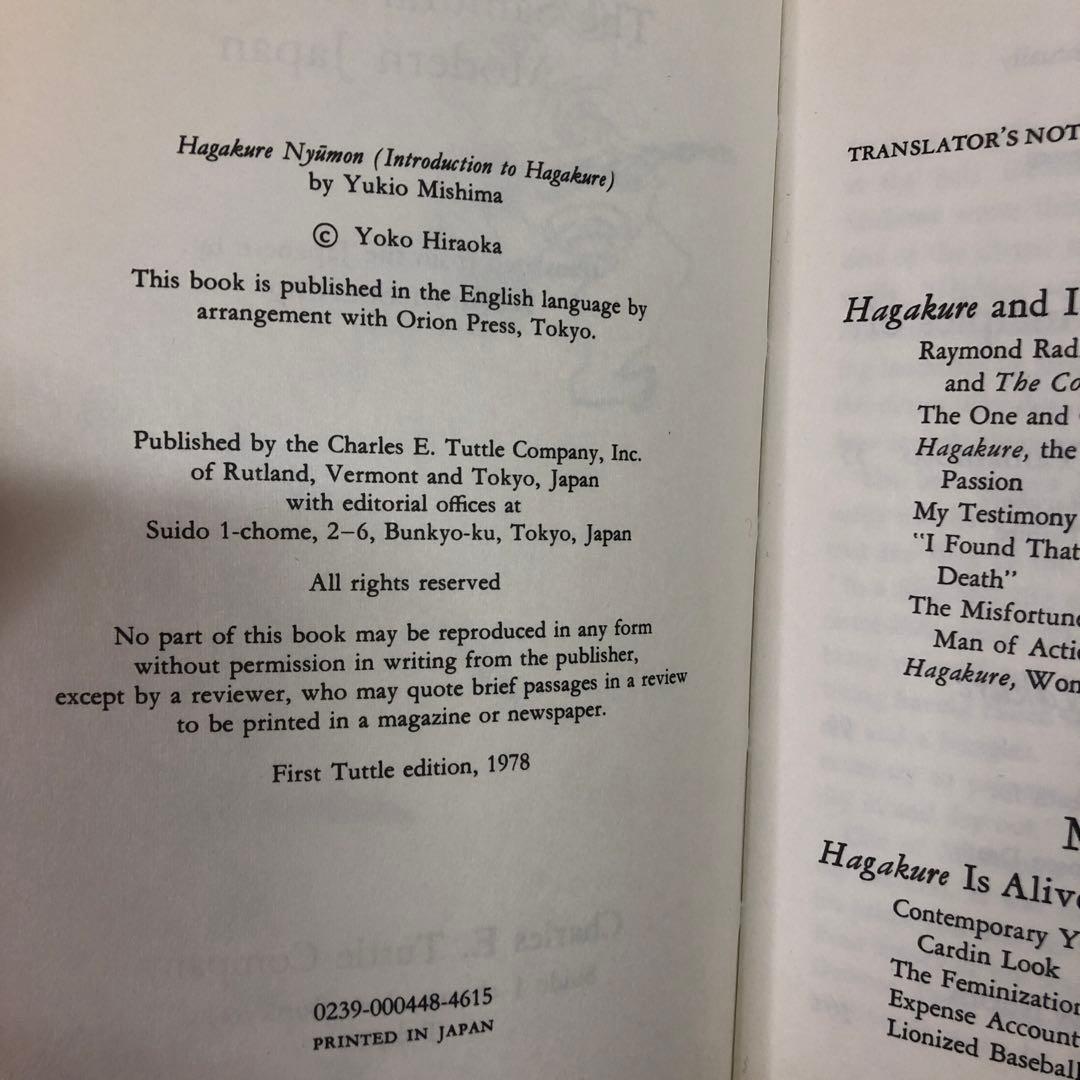 Hagakure Nyūmon (Introduction to Hagakure)
by Yukio Mishima
© Yoko Hiraoka
This book is published in the English language by
arrangement with Orion Press, Tokyo.
Published by the Charles E. Tuttle Company, Inc.
of Rutland, Vermont and Tokyo, Japan
with editorial offices at
Suido 1-chome, 2–6, Bunkyo-ku, Tokyo, Japan
All rights reserved
No part of this book may be reproduced in any form
without permission in writing from the publisher,
except by a reviewer, who may quote brief passages in a review
to be printed in a magazine or newspaper.
First Tuttle edition, 1978
0239-000448-4615
PRINTED IN JAPAN
TRANSLATOR'S NOT
Hagakure and I
Raymond Rad
and The Co
The One and
Hagakure, the
Passion
My Testimony
"I Found That
Death"
The Misfortune
Man of Actio
Hagakure, Won
M
Hagakure Is Alive
Contemporary Y
Cardin Look
The Feminization
Expense Account
Lionized Baseball